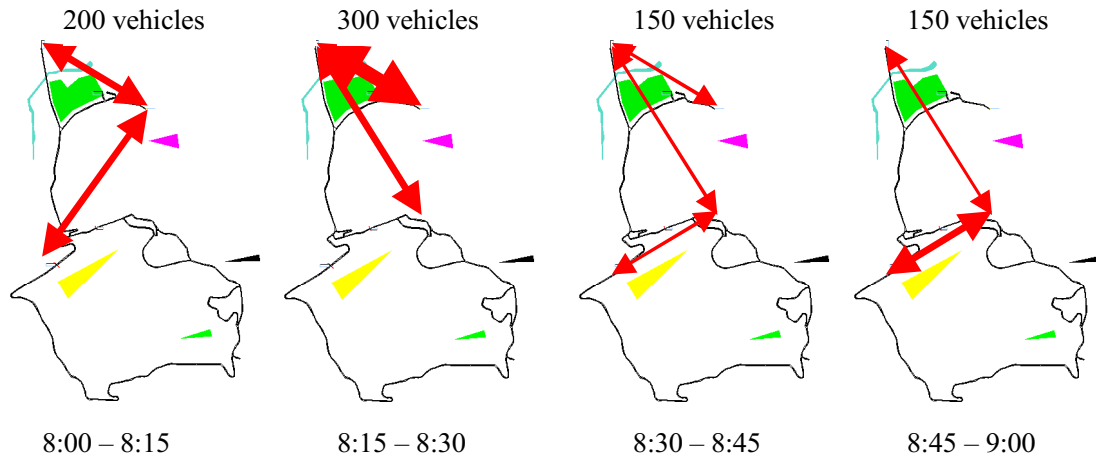 200 vehicles 300 vehicles 150 vehicles 150 vehicles
8:00 – 8:15 8:15 – 8:30 8:30 – 8:45 8:45 – 9:00